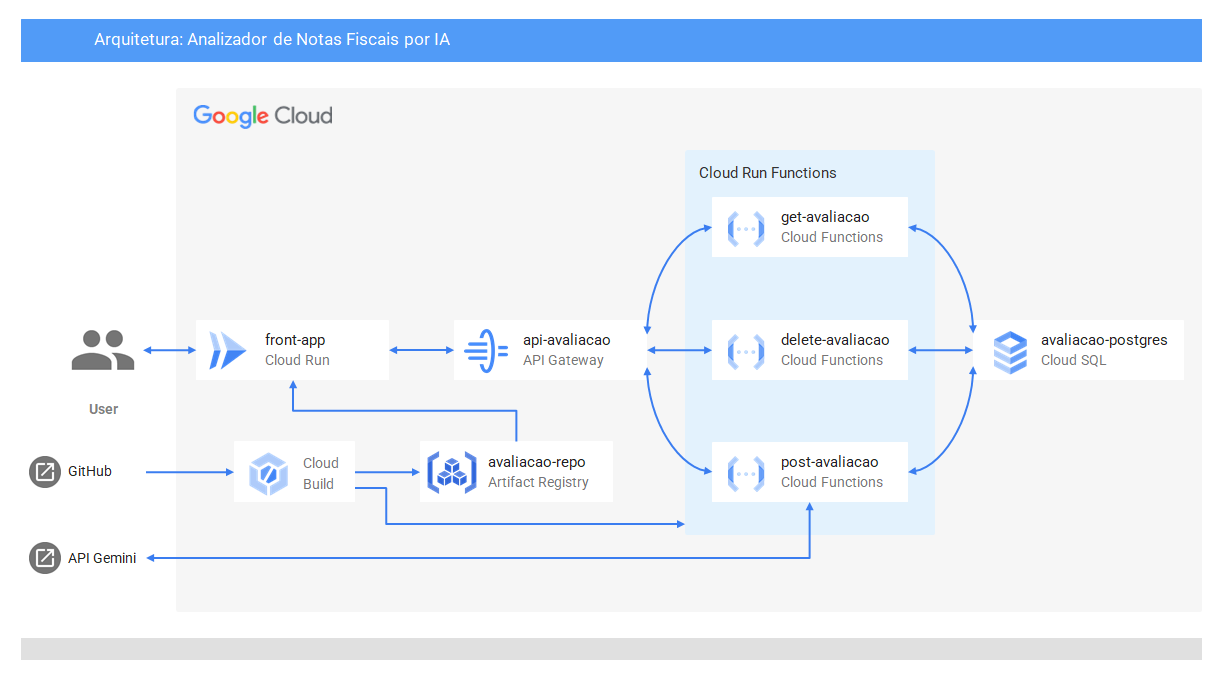 Arquitetura: Analizador de Notas Fiscais por IA
Google Cloud
Cloud Run Functions
get-avaliacao
Cloud Functions
front-app
Cloud Run
api-avaliacao
API Gateway
delete-avaliacao
Cloud Functions
avaliacao-postgres
Cloud SQL
User
GitHub
Cloud
Build
avaliacao-repo
Artifact Registry
post-avaliacao
Cloud Functions
API Gemini